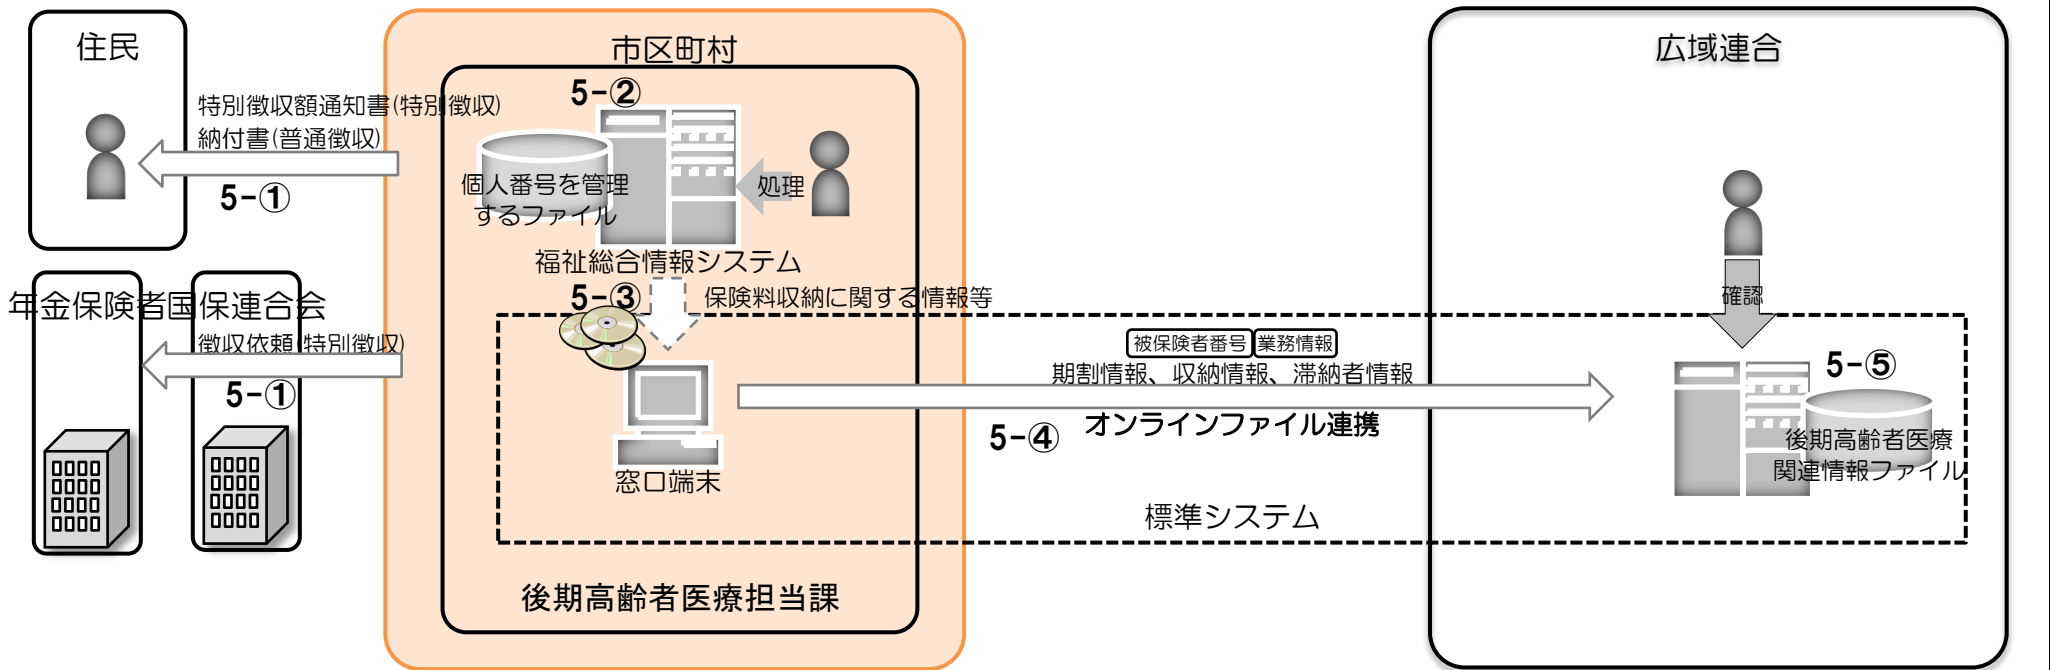 住民
市区町村
広域連合
5-②
特別徴収額通知書(特別徴収)
納付書(普通徴収)
5-①
個人番号を管理
するファイル
処理
福祉総合情報システム
年金保険者
国保連合会
5-③
保険料収納に関する情報等
確認
徴収依頼(特別徴収)
5-①
被保険者番号 業務情報
期割情報、収納情報、滞納者情報
5-④ オンラインファイル連携
5-⑤
後期高齢者医療
関連情報ファイル
窓口端末
標準システム
後期高齢者医療担当課